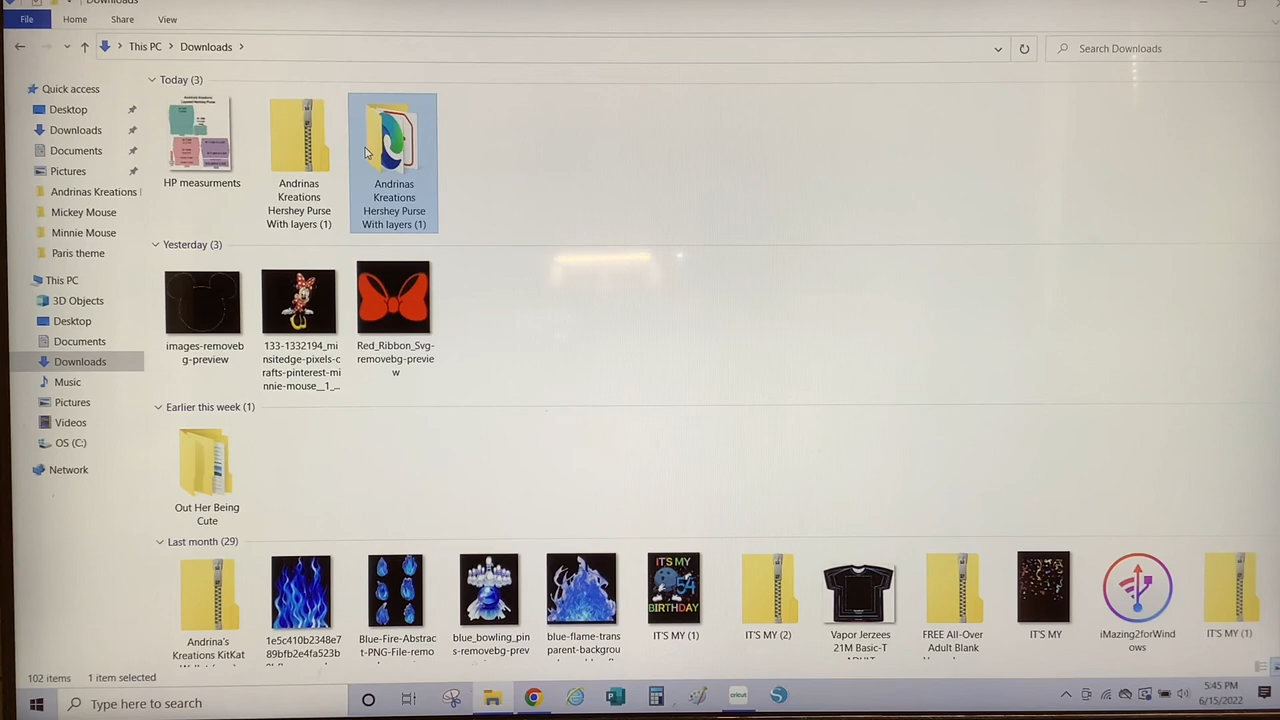 Downloads
File Home Share View
This PC Downloads
Search Downloads
Quick access
Desktop
Downloads
Documents
Pictures
Andrinas Kreations
Mickey Mouse
Minnie Mouse
Paris theme
This PC
3D Objects
Desktop
Documents
Downloads
Music
Pictures
Videos
OS (C:)
Network
Today (3)
HP measurments
Andrinas
Kreations
Hershey Purse
With layers (1)
Andrinas
Kreations
Hershey Purse
With layers (1)
Yesterday (3)
images-removeb
g-preview
133-1332194_mi
nsitedge-pixels-c
rafts-pinterest-mi
nnie-mouse__1_...
Red_Ribbon_Svg-
removebg-previe
w
Earlier this week (1)
Out Her Being
Cute
Last month (29)
Andrina's
Kreations KitKat
1e5c410b2348e7
89bfb2e4fa523b
Blue-Fire-Abstrac
t-PNG-File-remo
blue_bowling_pin
s-removebg-prev
blue-flame-trans
parent-backgrou
IT'S MY
54
BIRTHDAY
IT'S MY (1)
IT'S MY (2)
Vapor Jerzees
21M Basic-T
FREE All-Over
Adult Blank
IT'S MY
iMazing2forWind
ows
IT'S MY (1)
102 items 1 item selected
Type here to search
cricut
5:45 PM
6/15/2022